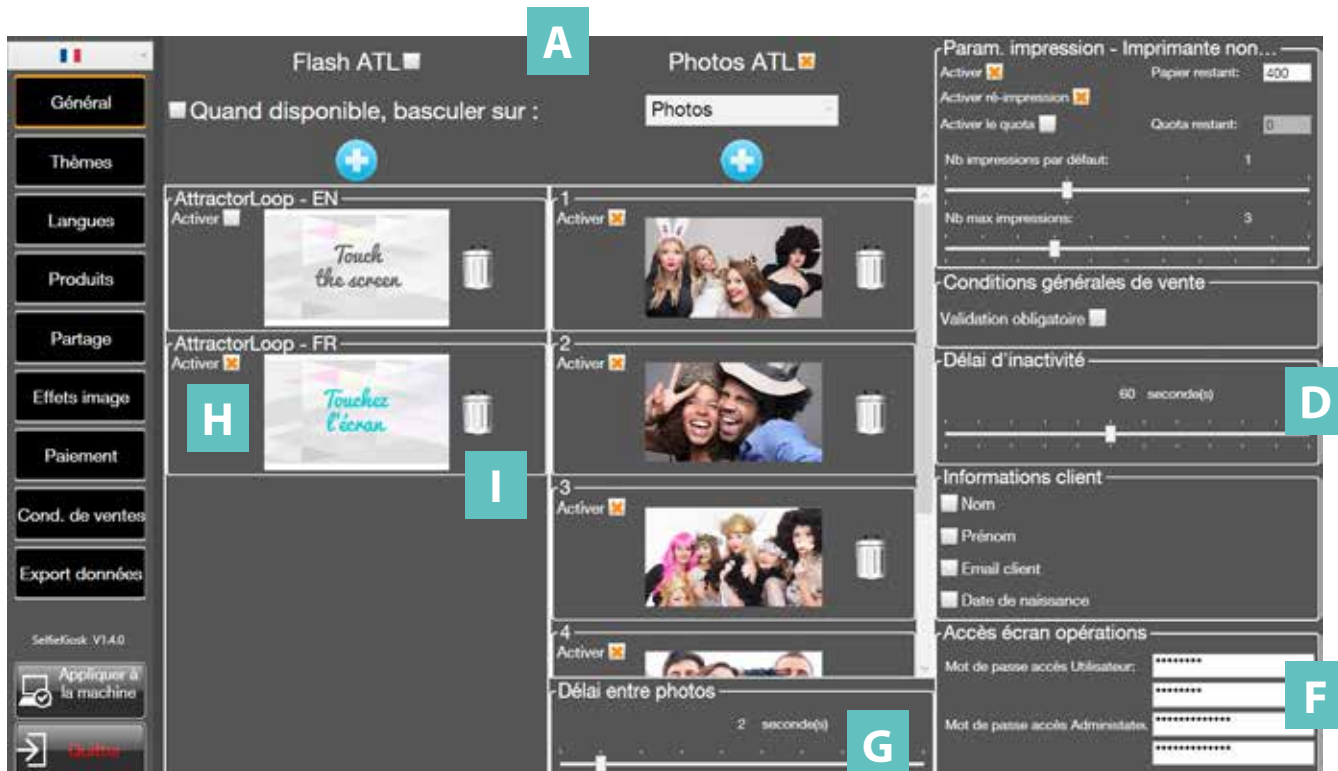 A
Flash ATL
Photos ATL
Quand disponible, basculer sur :
Photos
Général
Thèmes
Langues
Produits
Partage
Effets image
Paiement
Cond. de ventes
Export données
SelfieKiosk V1.4.0
Appliquer à
la machine
Quitter
AttractorLoop - EN
Activer
Touch
the screen
AttractorLoop - FR
Activer
Touchez
l'écran
H
I
1
Activer
2
Activer
3
Activer
4
Activer
Délai entre photos
2 seconde(s)
G
Param. impression - Imprimante non...
Activer
Papier restant: 400
Activer ré-impression
Activer le quota
Quota restant: 0
Nb impressions par défaut: 1
Nb max impressions: 3
Conditions générales de vente
Validation obligatoire
Délai d'inactivité
60 seconde(s)
D
Informations client
Nom
Prénom
Email client
Date de naissance
Accès écran opérations
Mot de passe accès Utilisateur: ********
********
Mot de passe accès Administrateu *************
*************
F